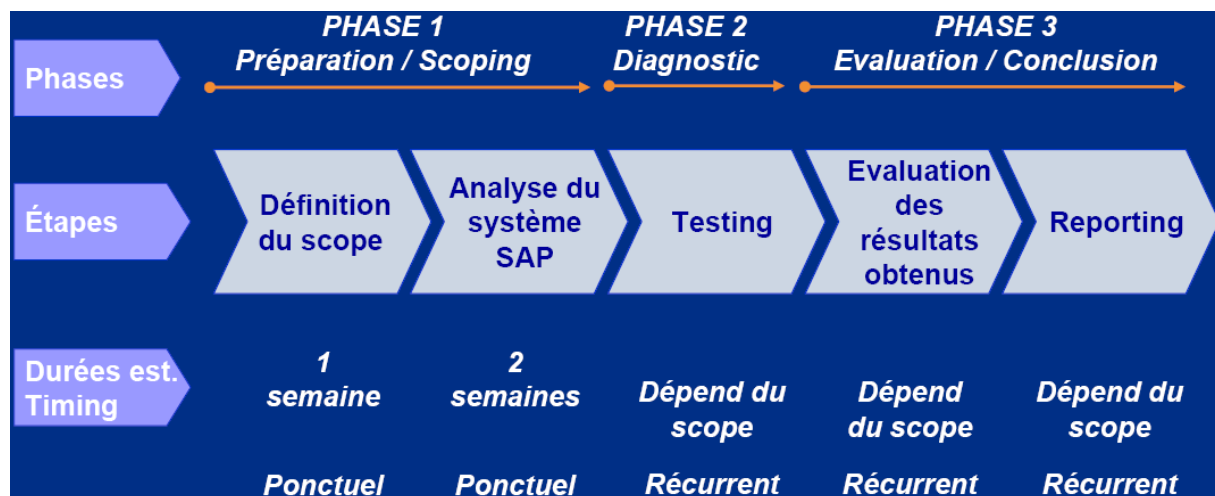 PHASE 1
Préparation / Scoping
PHASE 2
Diagnostic
PHASE 3
Evaluation / Conclusion
Phases
Étapes
Définition
du scope
Analyse du
système
SAP
Testing
Evaluation
des
résultats
obtenus
Reporting
Durées est.
Timing
1
semaine
2
semaines
Dépend du
scope
Dépend
du scope
Dépend du
scope
Ponctuel
Ponctuel
Récurrent
Récurrent
Récurrent